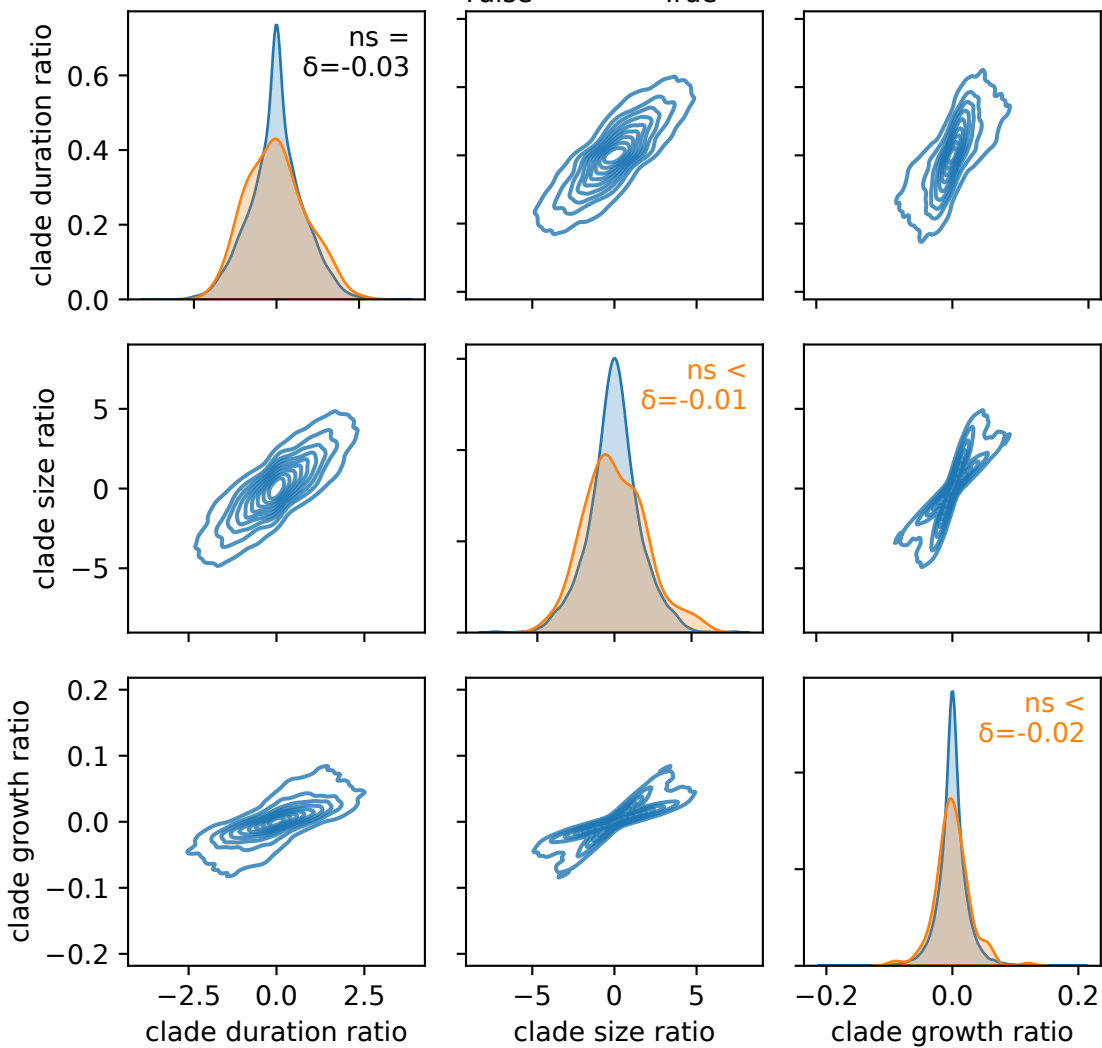 clade duration ratio
0.6
0.4
0.2
0.0
ns =
δ=-0.03
clade size ratio
5
0
−5
ns <
δ=-0.01
clade growth ratio
0.2
0.1
0.0
−0.1
−0.2
ns <
δ=-0.02
−2.5 0.0 2.5
−5 0 5
−0.2 0.0 0.2
clade duration ratio
clade size ratio
clade growth ratio